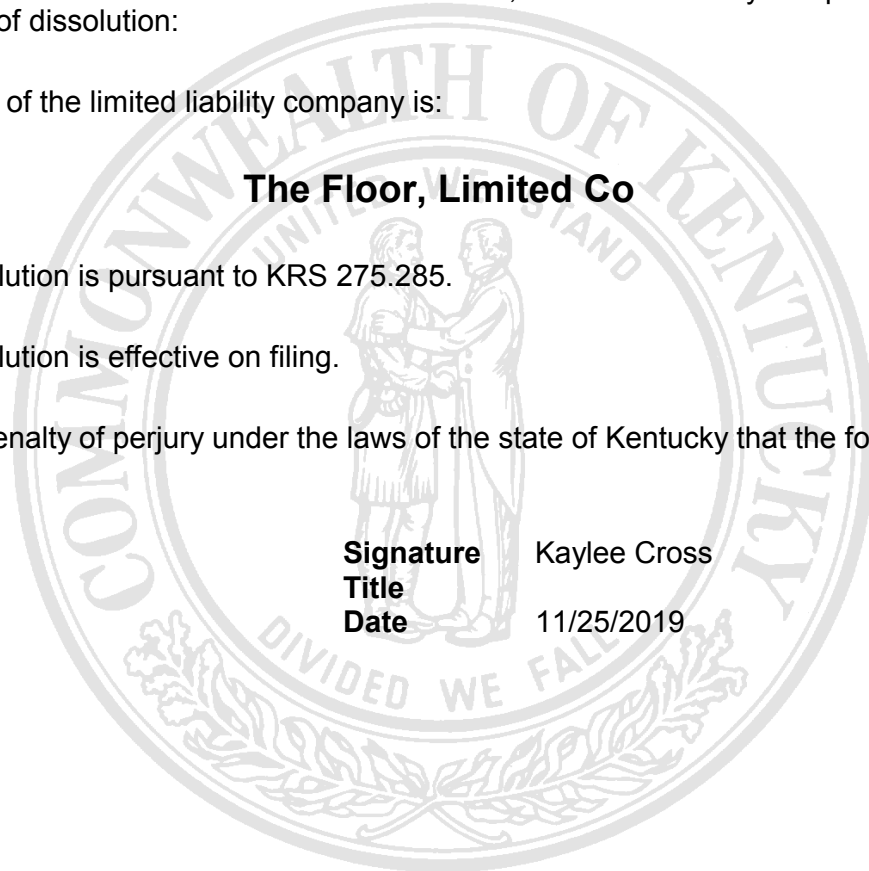 of dissolution:
of the limited liability company is:
COMMONWEALTH OF KENTUCKY
The Floor, Limited Co
UNITED WE STAND
lution is pursuant to KRS 275.285.
lution is effective on filing.
enalty of perjury under the laws of the state of Kentucky that the fo
Signature Kaylee Cross
Title
Date 11/25/2019
DIVIDED WE FALL